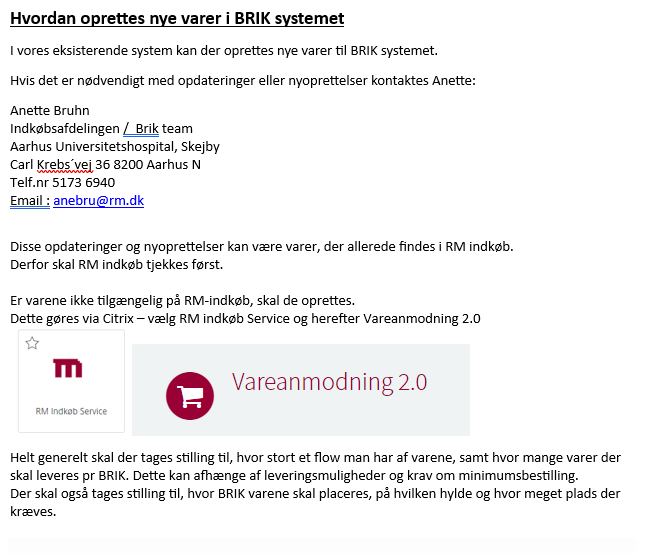 Hvordan oprettes nye varer i BRIK systemet
I vores eksisterende system kan der oprettes nye varer til BRIK systemet.
Hvis det er nødvendigt med opdateringer eller nyoprettelser kontaktes Anette:
Anette Bruhn
Indkøbsafdelingen / Brik team
Aarhus Universitetshospital, Skejby
Carl Krebs´vej 36 8200 Aarhus N
Telf.nr 5173 6940
Email : anebru@rm.dk
Disse opdateringer og nyoprettelser kan være varer, der allerede findes i RM indkøb.
Derfor skal RM indkøb tjekkes først.
Er varene ikke tilgængelig på RM-indkøb, skal de oprettes.
Dette gøres via Citrix – vælg RM indkøb Service og herefter Vareanmodning 2.0
m
RM Indkøb Service
Vareanmodning 2.0
Helt generelt skal der tages stilling til, hvor stort et flow man har af varene, samt hvor mange varer der
skal leveres pr BRIK. Dette kan afhænge af leveringsmuligheder og krav om minimumsbestilling.
Der skal også tages stilling til, hvor BRIK varene skal placeres, på hvilken hylde og hvor meget plads der
kræves.